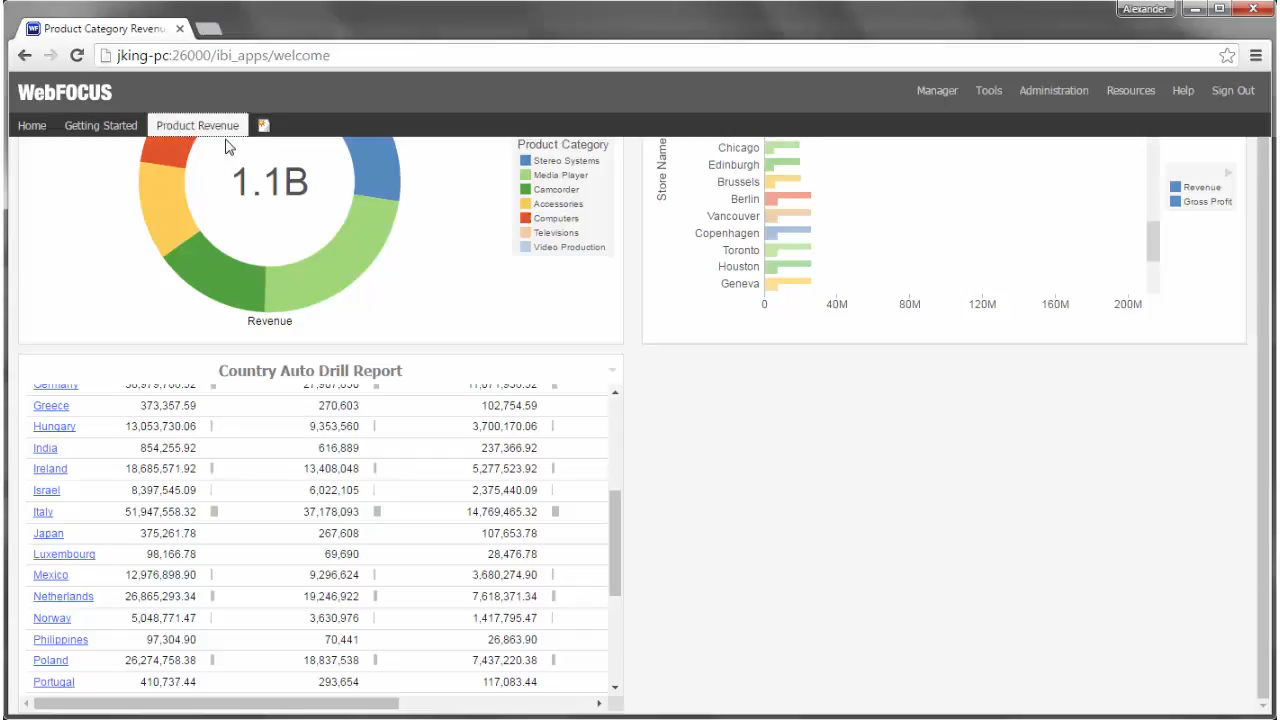 Alexander
Product Category Revenu
jking-pc:26000/ibi_apps/welcome
WebFOCUS
Manager Tools Administration Resources Help Sign Out
Home Getting Started Product Revenue
Product Category
Stereo Systems
Media Player
Camcorder
Accessories
Computers
Televisions
Video Production
1.1B
Revenue
Store Name
Chicago
Edinburgh
Brussels
Berlin
Vancouver
Copenhagen
Toronto
Houston
Geneva
0 40M 80M 120M 160M 200M
Revenue
Gross Profit
Country Auto Drill Report
Germany
Greece 373,357.59 270,603 102,754.59
Hungary 13,053,730.06 9,353,560 3,700,170.06
India 854,255.92 616,889 237,366.92
Ireland 18,685,571.92 13,408,048 5,277,523.92
Israel 8,397,545.09 6,022,105 2,375,440.09
Italy 51,947,558.32 37,178,093 14,769,465.32
Japan 375,261.78 267,608 107,653.78
Luxembourg 98,166.78 69,690 28,476.78
Mexico 12,976,898.90 9,296,624 3,680,274.90
Netherlands 26,865,293.34 19,246,922 7,618,371.34
Norway 5,048,771.47 3,630,976 1,417,795.47
Philippines 97,304.90 70,441 26,863.90
Poland 26,274,758.38 18,837,538 7,437,220.38
Portugal 410,737.44 293,654 117,083.44